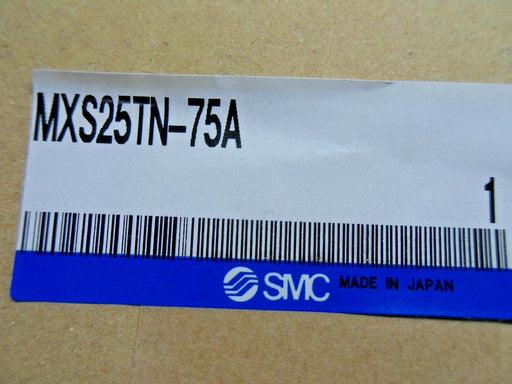 MXS25TN-75A
1
SMC MADE IN JAPAN